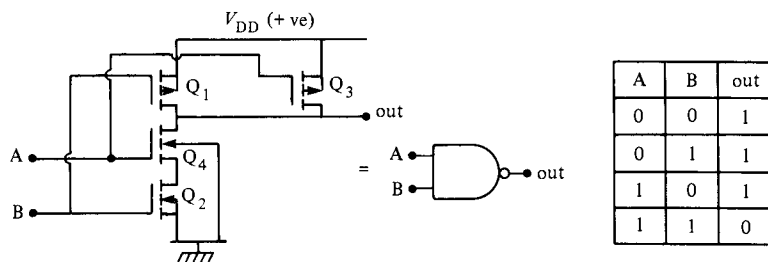 V_DD (+ ve)
Q_1
Q_3
out
A
Q_4
B
Q_2
=
A
B
out
A B out
0 0 1
0 1 1
1 0 1
1 1 0